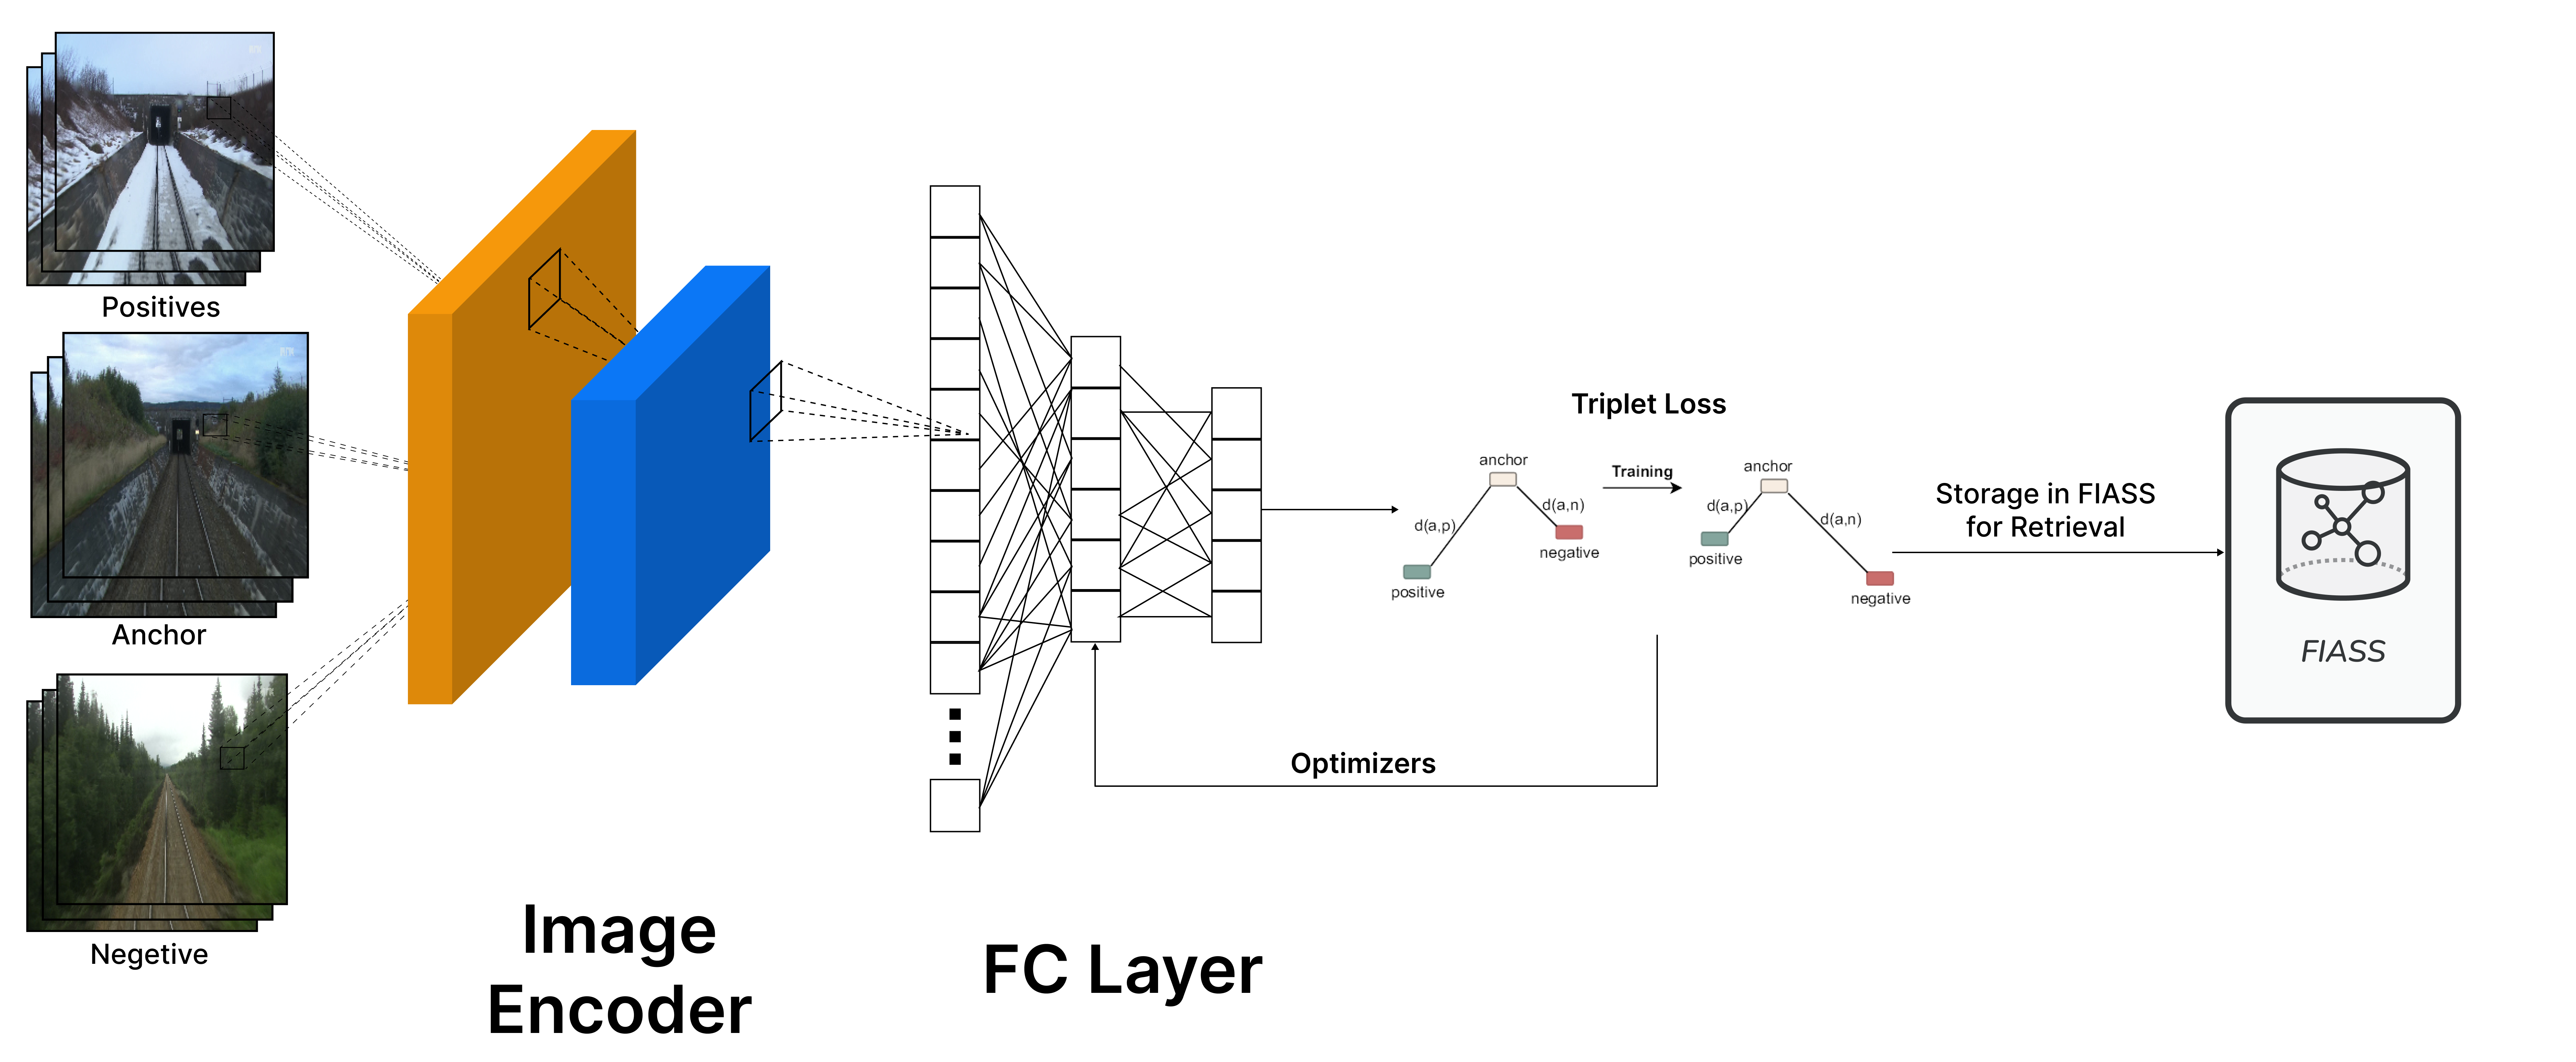 Positives
Anchor
Negetive
Image
Encoder
FC Layer
Triplet Loss
anchor
d(a,p)
d(a,n)
positive
negative
Training
anchor
d(a,p)
d(a,n)
positive
negative
Optimizers
Storage in FIASS
for Retrieval
FIASS